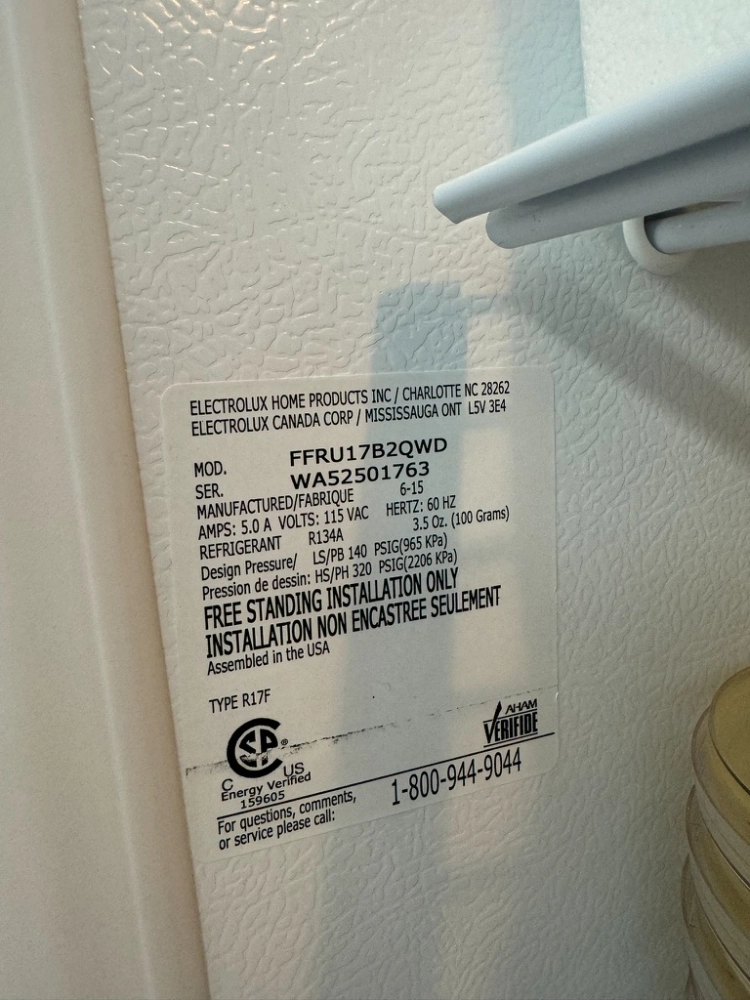 ELECTROLUX HOME PRODUCTS INC / CHARLOTTE NC 28262
ELECTROLUX CANADA CORP / MISSISSAUGA ONT L5V 3E4
MOD. FFRU17B2QWD
SER. WA52501763
MANUFACTURED/FABRIQUE 6-15
AMPS: 5.0 A VOLTS: 115 VAC HERTZ: 60 HZ
REFRIGERANT R134A 3.5 Oz. (100 Grams)
Design Pressure/ LS/PB 140 PSIG(965 KPa)
Pression de dessin: HS/PH 320 PSIG(2206 KPa)
FREE STANDING INSTALLATION ONLY
INSTALLATION NON ENCASTREE SEULEMENT
Assembled in the USA
TYPE R17F
SP®
C US
Energy Verified
159605
AHAM
VERIFIDE
For questions, comments,
or service please call:
1-800-944-9044